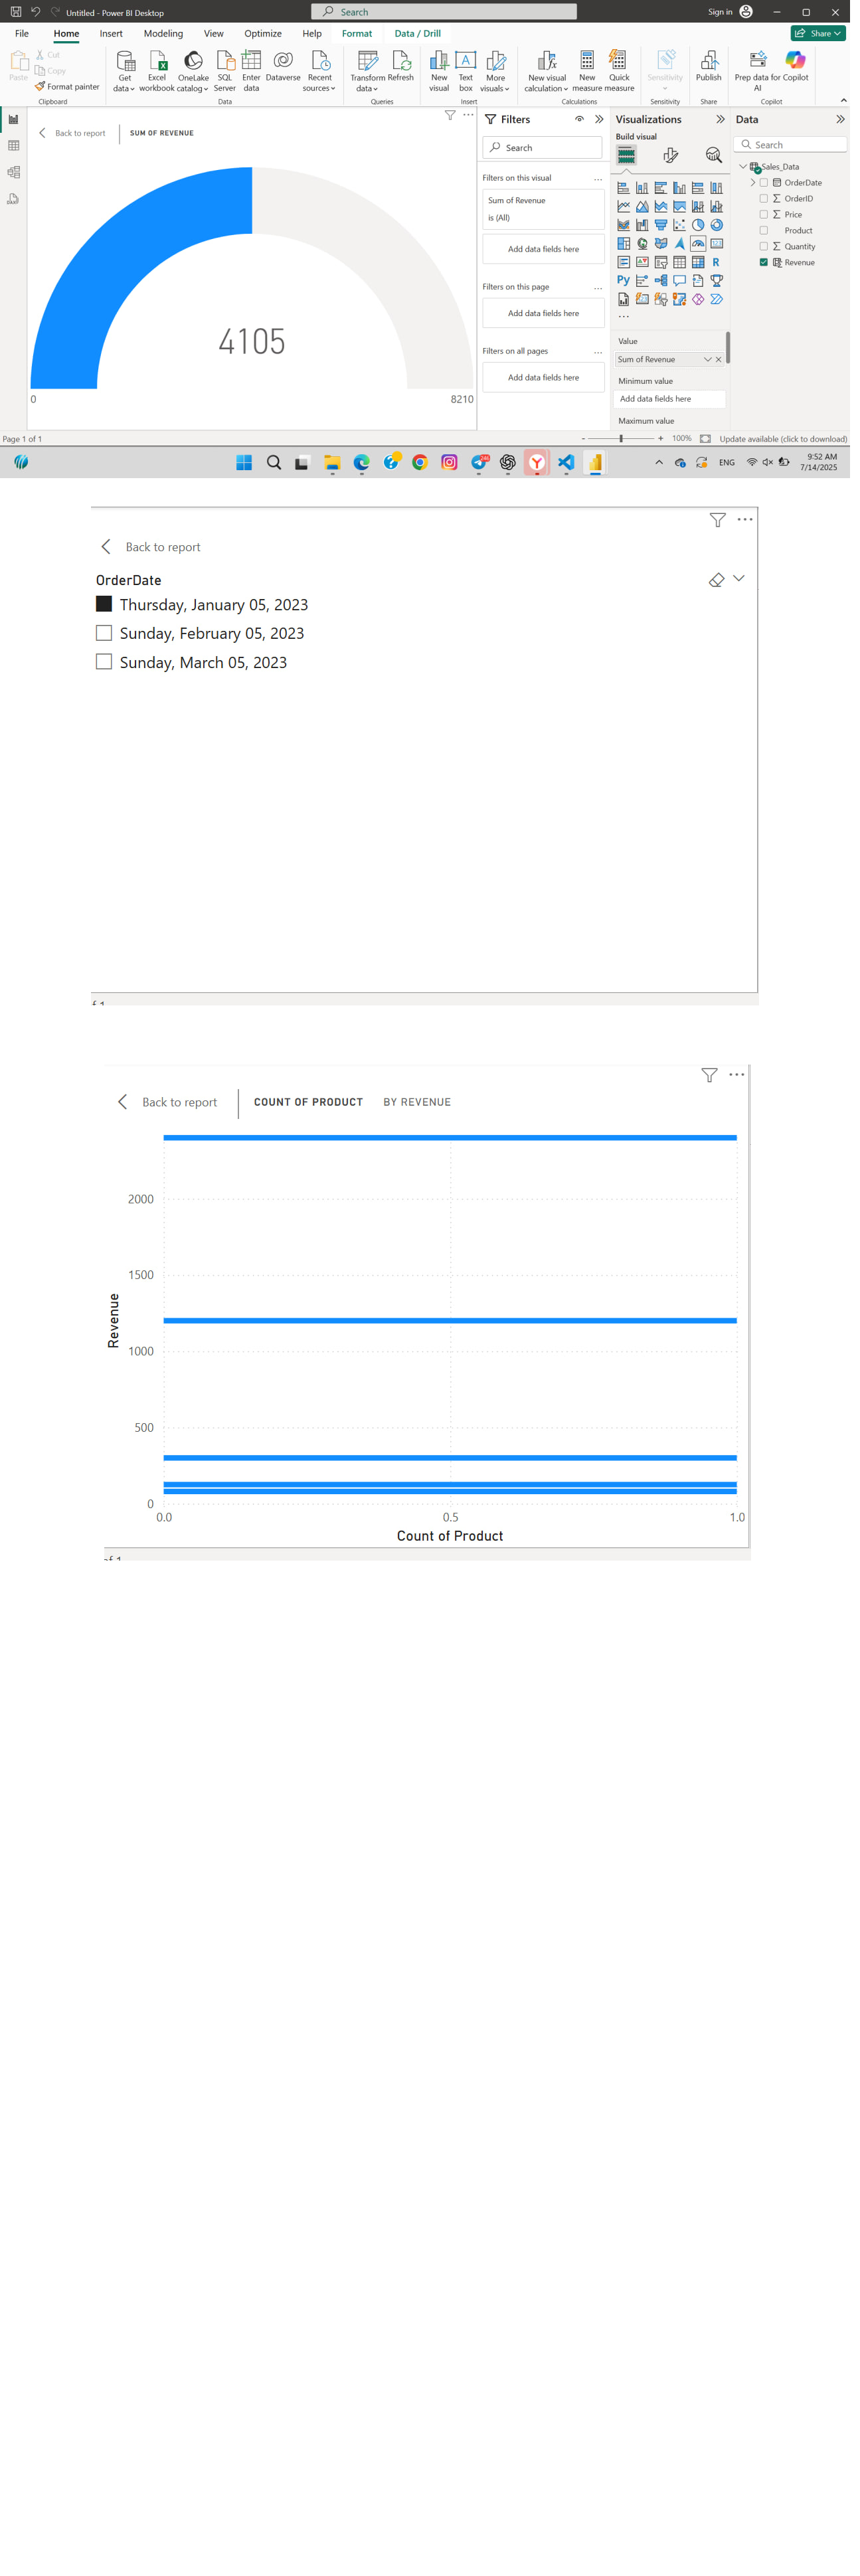 Untitled - Power BI Desktop
Search
Sign in
File Home Insert Modeling View Optimize Help Format Data / Drill
Share
Paste
Cut
Copy
Format painter
Clipboard
Get data
Excel workbook
OneLake catalog
SQL Server
Enter data
Dataverse
Recent sources
Data
Transform data
Refresh
Queries
New visual
Text box
More visuals
Insert
New visual calculation
New measure
Quick measure
Calculations
Sensitivity
Sensitivity
Publish
Share
Prep data for AI
Copilot
Copilot
Back to report
SUM OF REVENUE
4105
0
8210
Filters
Search
Filters on this visual
Sum of Revenue
is (All)
Add data fields here
Filters on this page
Add data fields here
Filters on all pages
Add data fields here
Visualizations
Build visual
R
Py
Value
Sum of Revenue
Minimum value
Add data fields here
Maximum value
Data
Search
Sales_Data
OrderDate
OrderID
Price
Product
Quantity
Revenue
Page 1 of 1
- + 100%
Update available (click to download)
ENG
9:52 AM
7/14/2025
Back to report
OrderDate
Thursday, January 05, 2023
Sunday, February 05, 2023
Sunday, March 05, 2023
Back to report
COUNT OF PRODUCT BY REVENUE
2000
1500
1000
500
0
Revenue
0.0 0.5 1.0
Count of Product